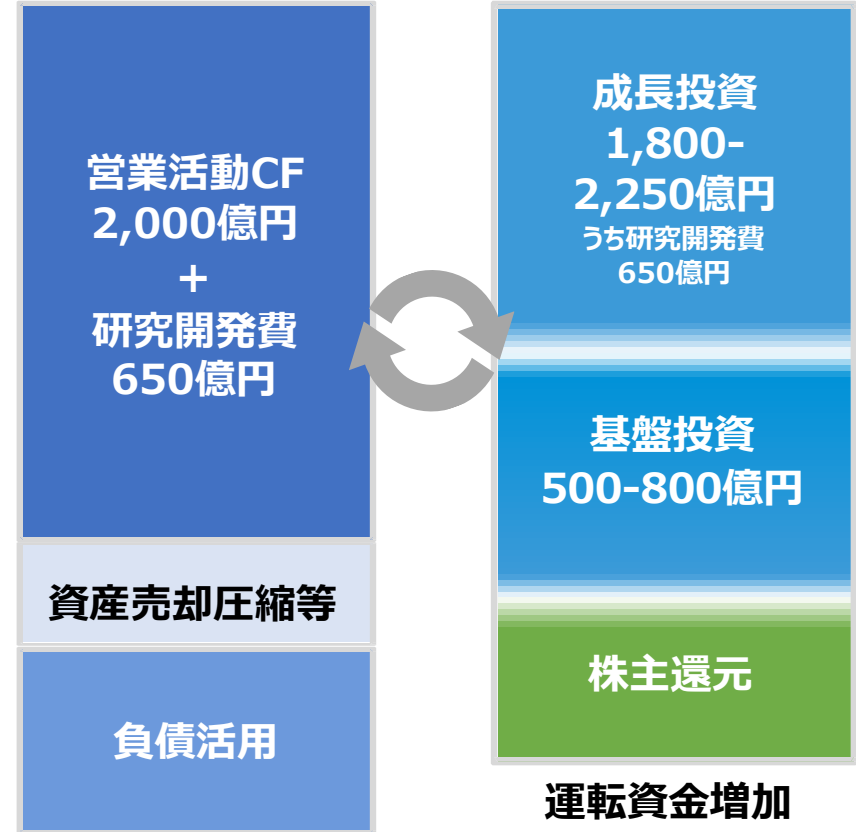 営業活動CF
2,000億円
+
研究開発費
650億円
資産売却圧縮等
負債活用
成長投資
1,800-
2,250億円
うち研究開発費
650億円
基盤投資
500-800億円
株主還元
運転資金増加